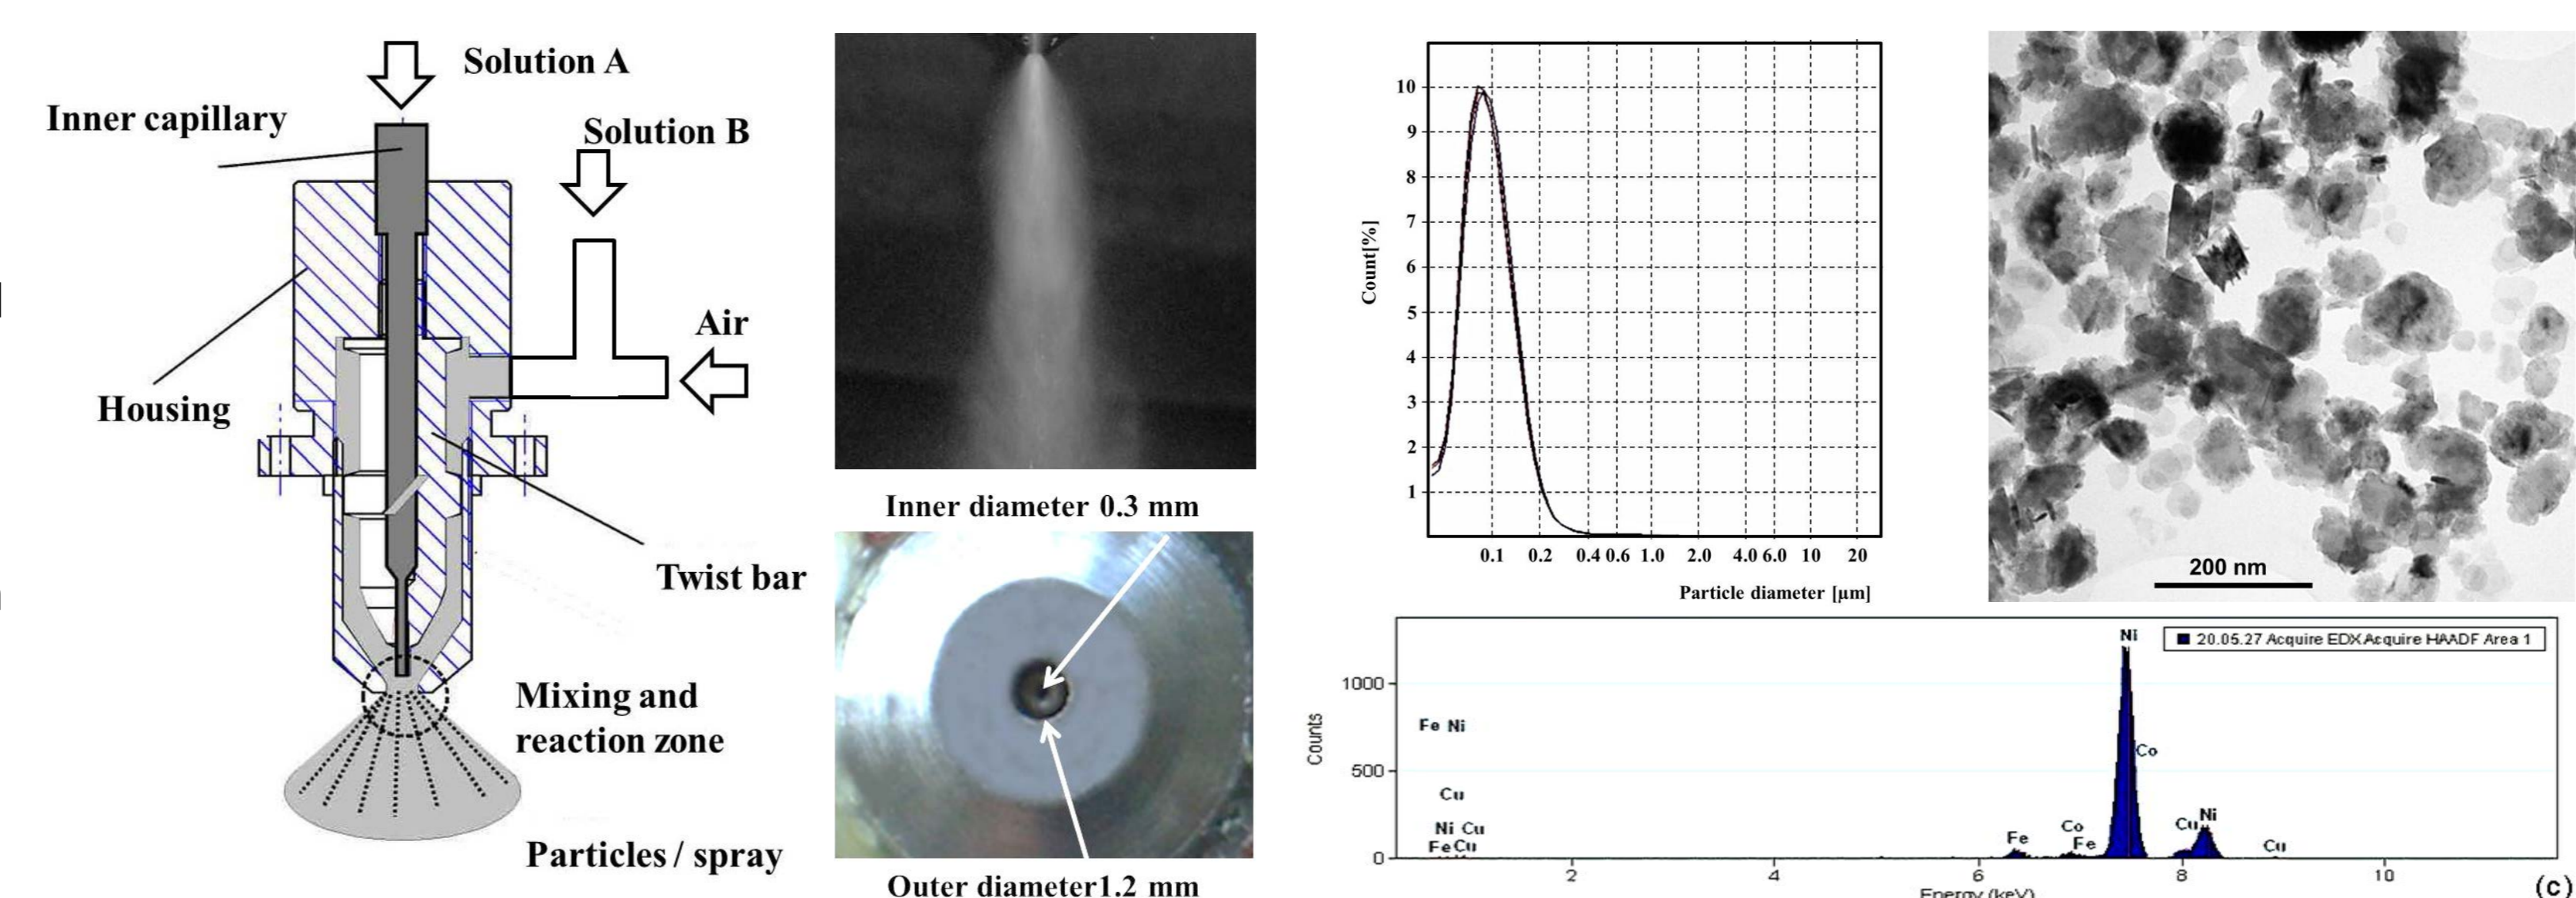 Solution A
Inner capillary
Solution B
Air
Housing
Twist bar
Mixing and
reaction zone
Particles / spray
Inner diameter 0.3 mm
Outer diameter1.2 mm
Count[%]
10
9
8
7
6
5
4
3
2
1
0.1 0.2 0.4 0.6 1.0 2.0 4.0 6.0 10 20
Particle diameter [µm]
200 nm
20.05.27 Acquire EDX Acquire HAADF Area 1
Counts
1000
500
0
Fe Ni
Cu
Ni Cu
Fe Cu
Fe
Co
Fe
Ni
Co
Cu Ni
Cu
2 4 6 8 10
Energy (keV)
(c)